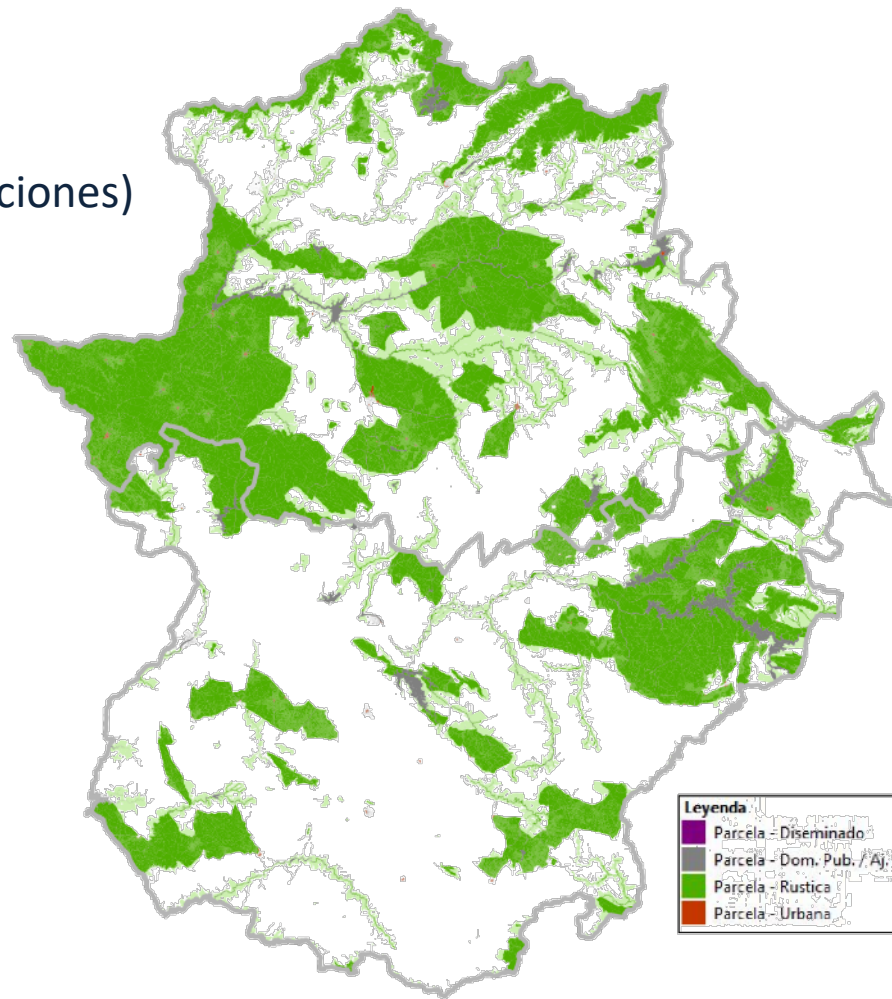 ciones)
Leyenda
Parcela - Diseminado
Parcela - Dom. Pub. / Aj.
Parcela - Rustica
Parcela - Urbana